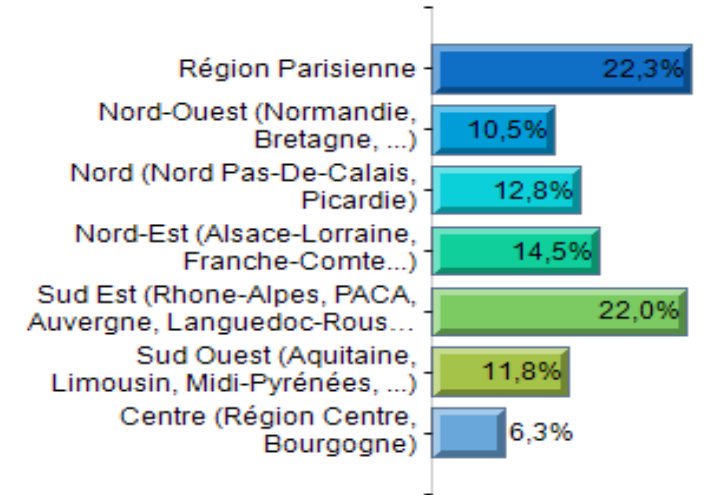 Région Parisienne
22,3%
Nord-Ouest (Normandie,
Bretagne, ...)
10,5%
Nord (Nord Pas-De-Calais,
Picardie)
12,8%
Nord-Est (Alsace-Lorraine,
Franche-Comte...)
14,5%
Sud Est (Rhone-Alpes, PACA,
Auvergne, Languedoc-Rous...
22,0%
Sud Ouest (Aquitaine,
Limousin, Midi-Pyrénées, ...)
11,8%
Centre (Région Centre,
Bourgogne)
6,3%